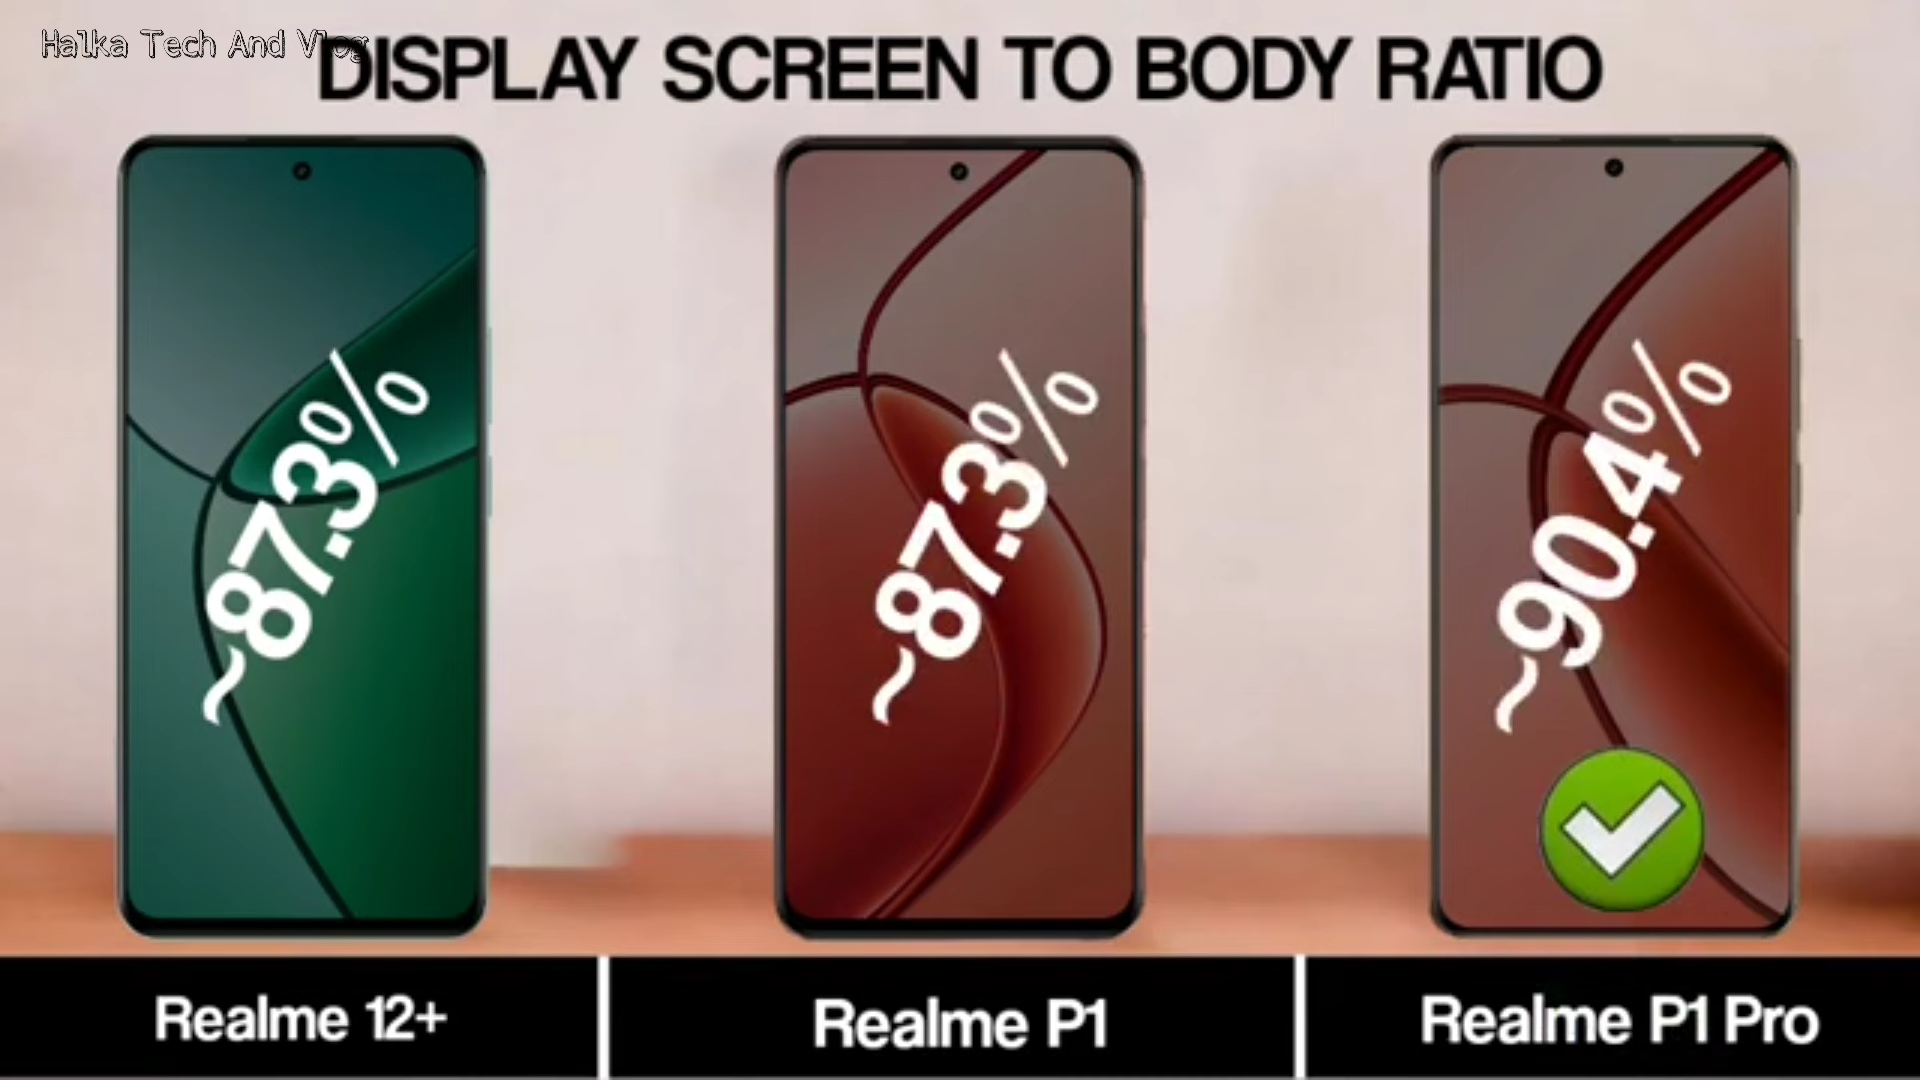 Halka Tech And Vlog
DISPLAY SCREEN TO BODY RATIO
~87.3%
~87.3%
~90.4%
Realme 12+
Realme P1
Realme P1 Pro